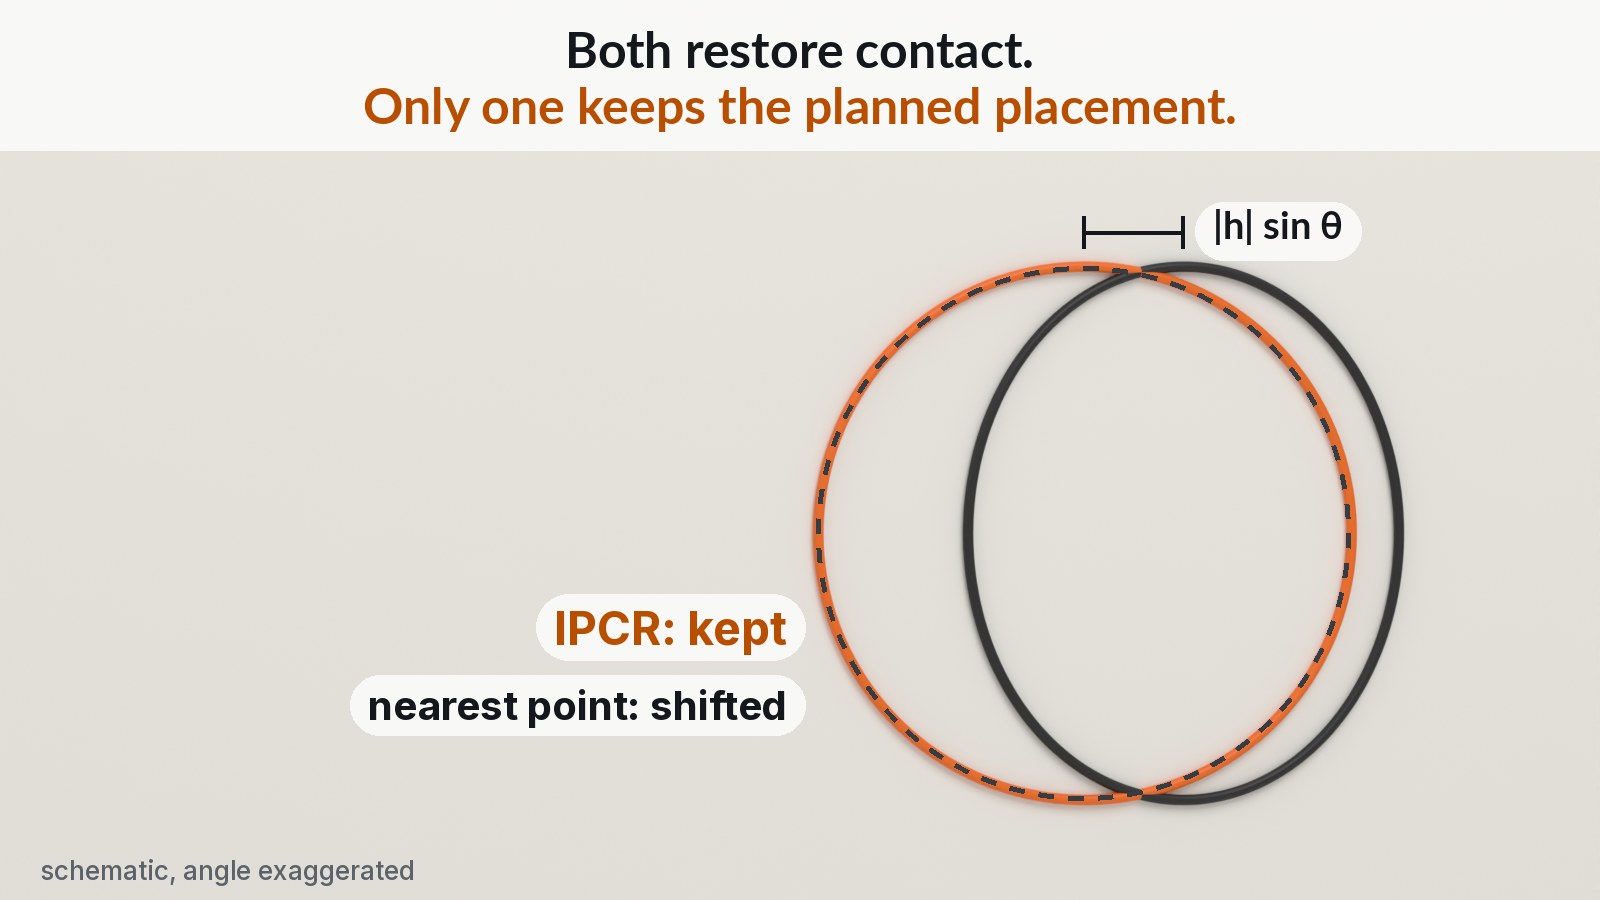 Both restore contact.
Only one keeps the planned placement.
|h| sin θ
IPCR: kept
nearest point: shifted
schematic, angle exaggerated